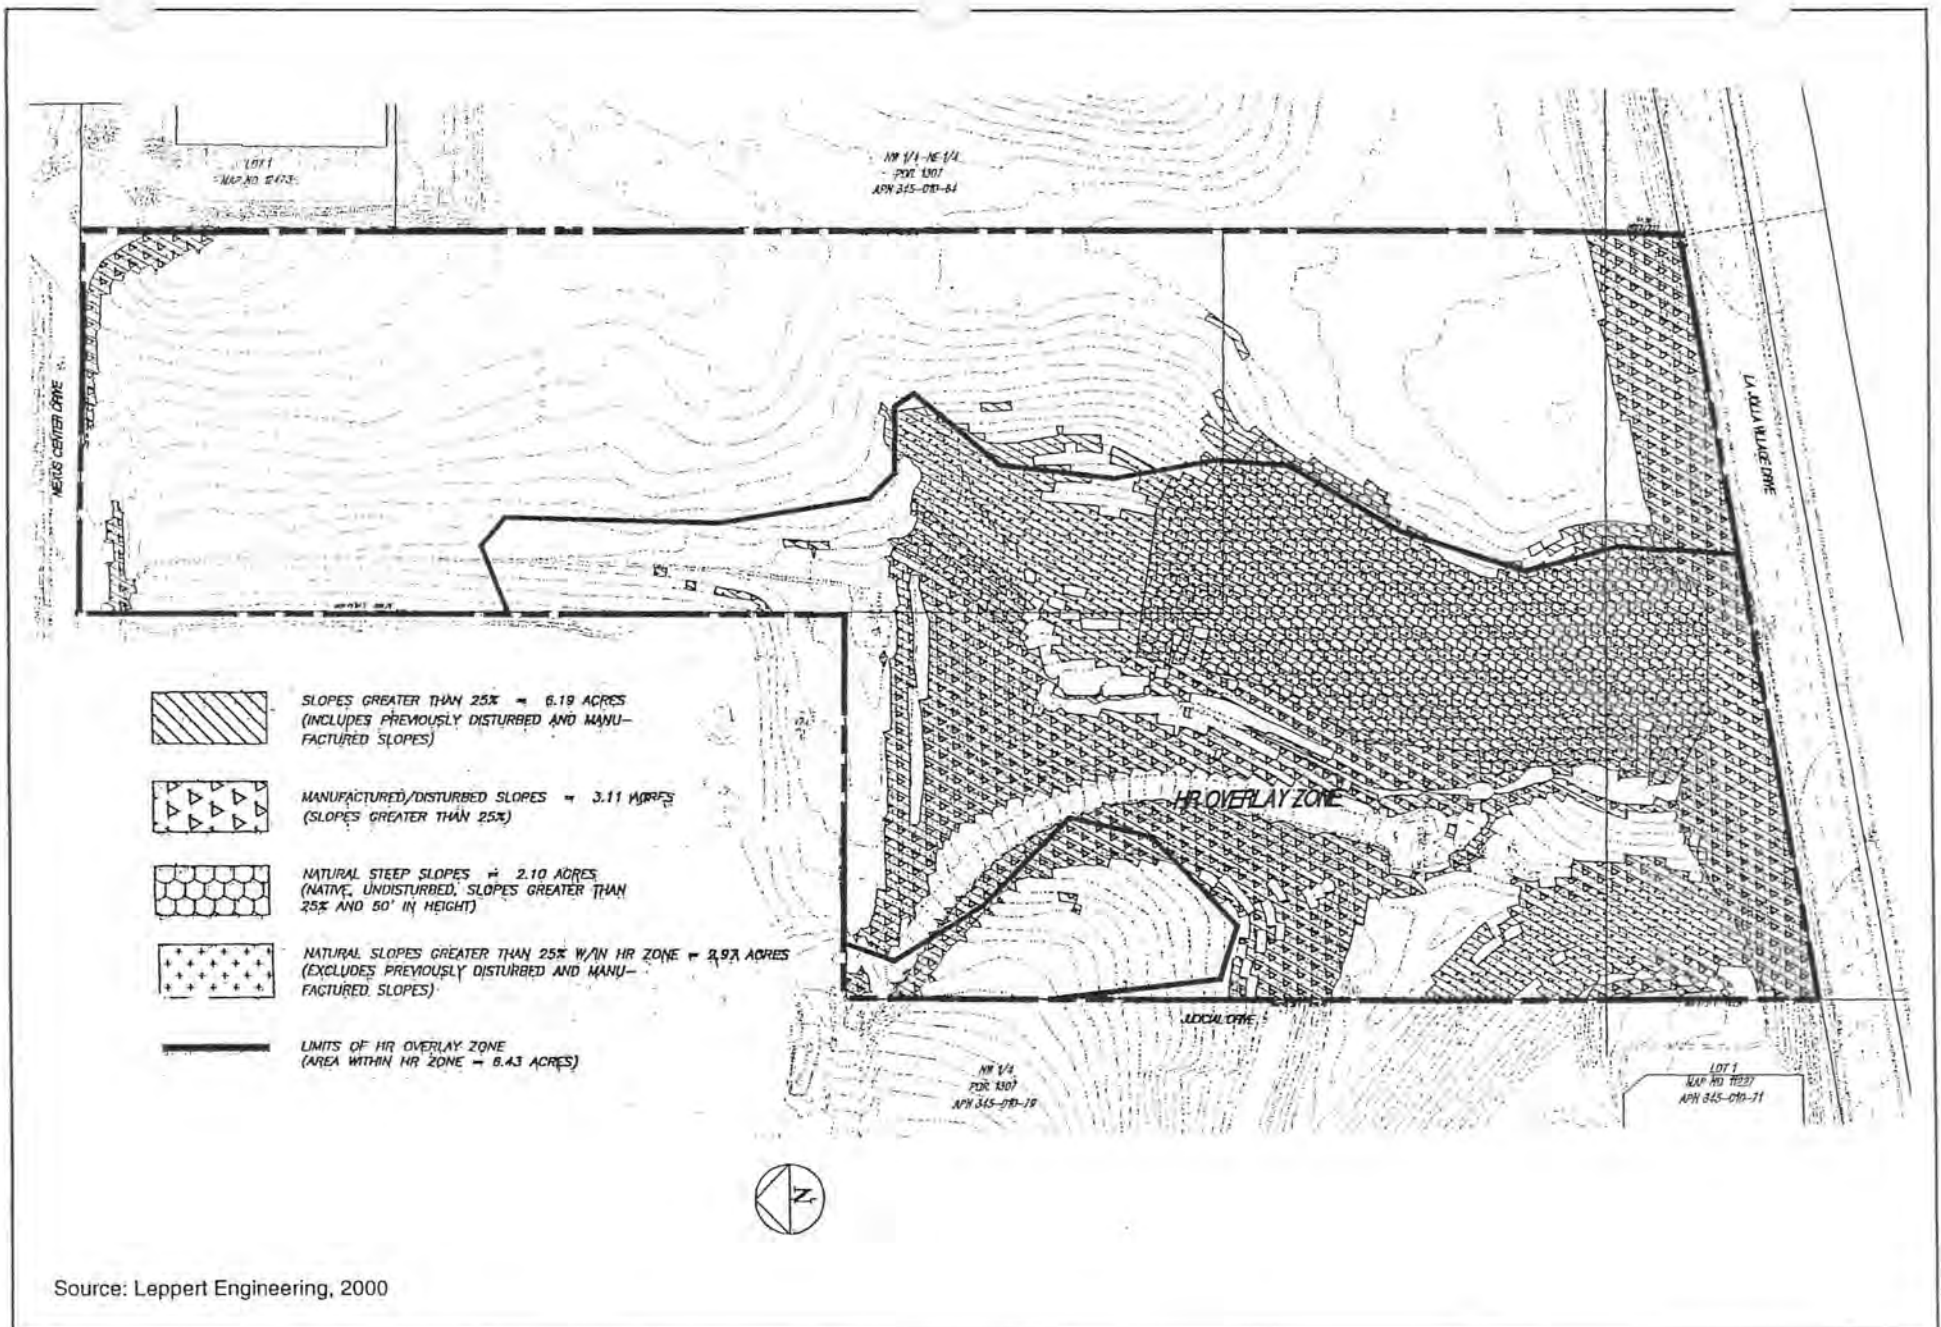 LOT 1
MAP NO. 12473
NW 1/4 -NE 1/4
POR. 1307
APN 345-010-64
NEXUS CENTER DRIVE
LA JOLLA VILLAGE DRIVE
SLOPES GREATER THAN 25% = 6.19 ACRES
(INCLUDES PREVIOUSLY DISTURBED AND MANU-
FACTURED SLOPES)
MANUFACTURED/DISTURBED SLOPES = 3.11 ACRES
(SLOPES GREATER THAN 25%)
NATURAL STEEP SLOPES = 2.10 ACRES
(NATIVE, UNDISTURBED, SLOPES GREATER THAN
25% AND 50' IN HEIGHT)
NATURAL SLOPES GREATER THAN 25% W/IN HR ZONE = 2.97 ACRES
(EXCLUDES PREVIOUSLY DISTURBED AND MANU-
FACTURED SLOPES)
LIMITS OF HR OVERLAY ZONE
(AREA WITHIN HR ZONE = 6.43 ACRES)
HR OVERLAY ZONE
JUDICIAL DRIVE
NW 1/4
POR. 1307
APN 345-010-79
LOT 1
MAP NO. 11227
APN 345-010-71
N
Source: Leppert Engineering, 2000